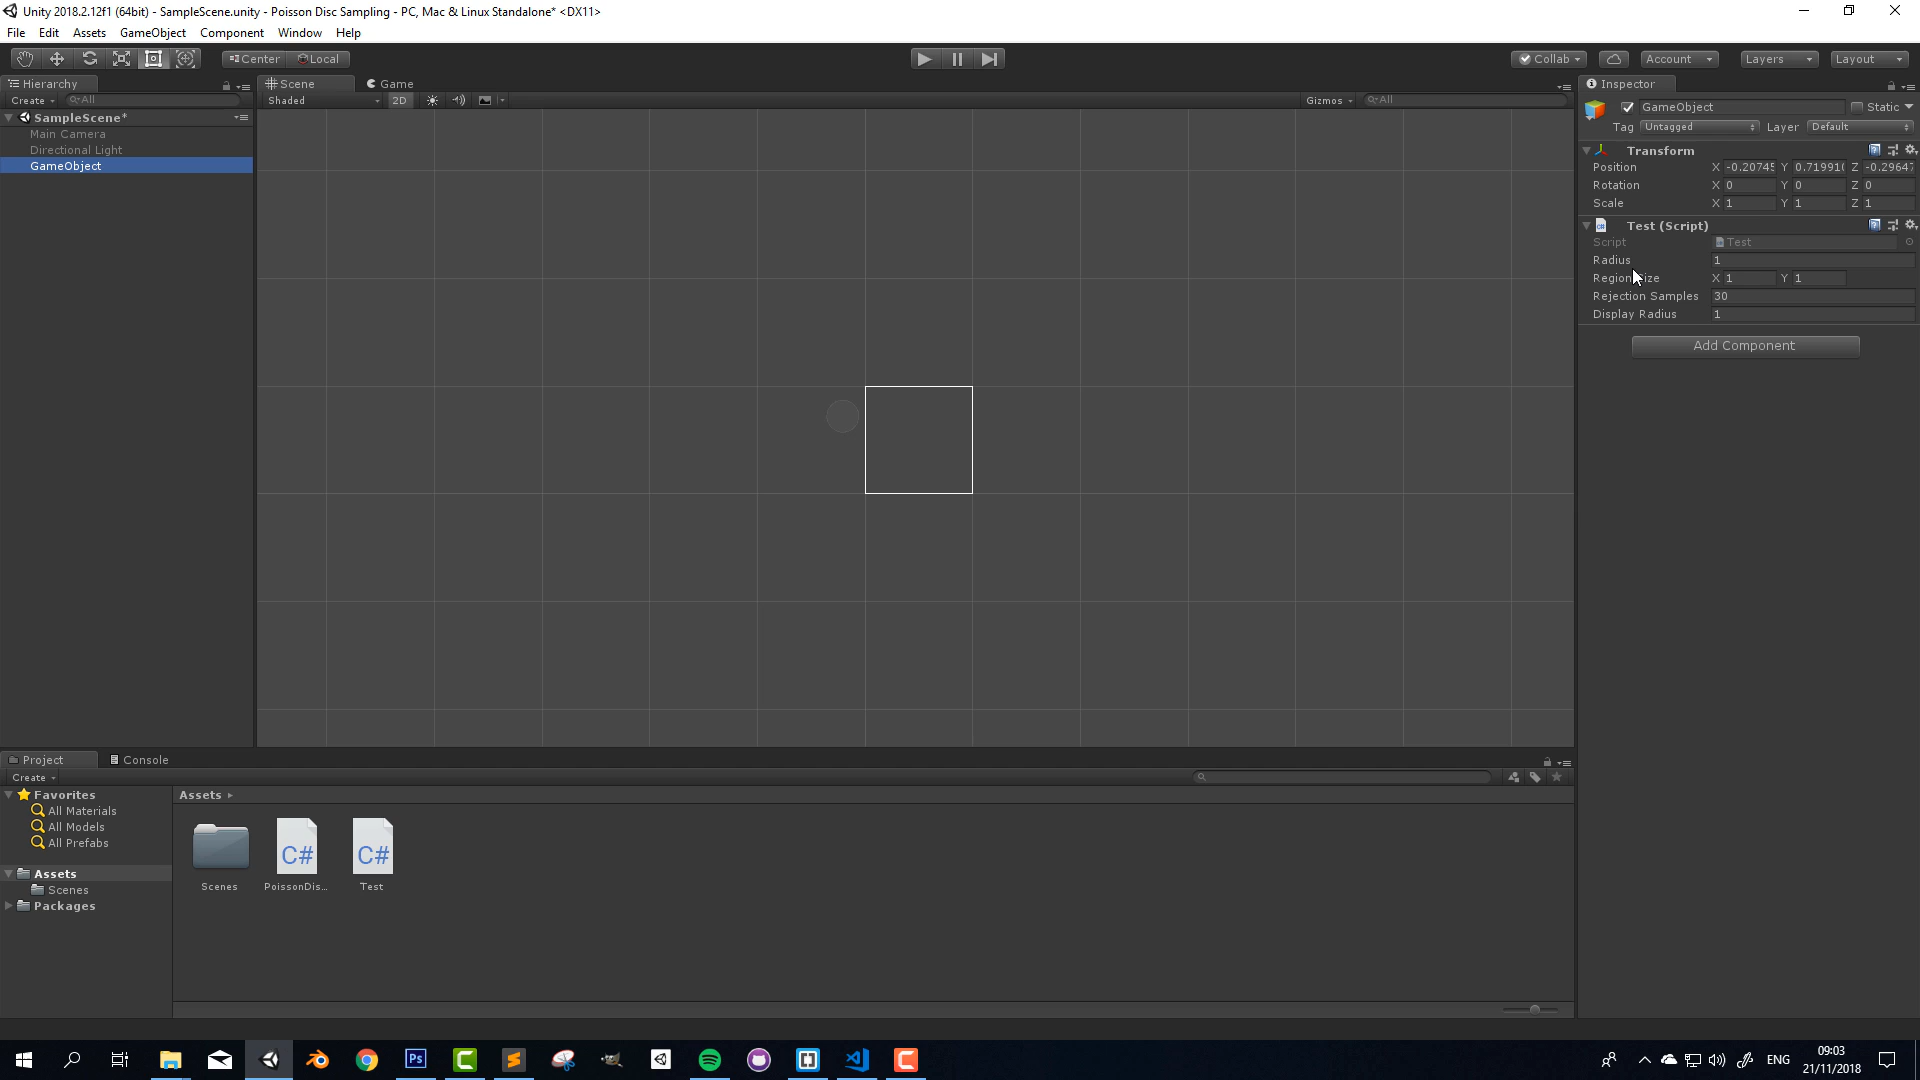 Unity 2018.2.12f1 (64bit) - SampleScene.unity - Poisson Disc Sampling - PC, Mac & Linux Standalone* <DX11>
File Edit Assets GameObject Component Window Help
Center Local Collab Account Layers Layout
Hierarchy
Create All
SampleScene*
Main Camera
Directional Light
GameObject
Scene Game
Shaded 2D Gizmos All
Inspector
GameObject Static
Tag Untagged Layer Default
Transform
Position X -0.20745 Y 0.71991( Z -0.29647
Rotation X 0 Y 0 Z 0
Scale X 1 Y 1 Z 1
Test (Script)
Script Test
Radius 1
Region Size X 1 Y 1
Rejection Samples 30
Display Radius 1
Add Component
Project Console
Create
Favorites
All Materials
All Models
All Prefabs
Assets
Scenes
Packages
Assets
C# C#
Scenes PoissonDis... Test
Ps
ENG
09:03
21/11/2018